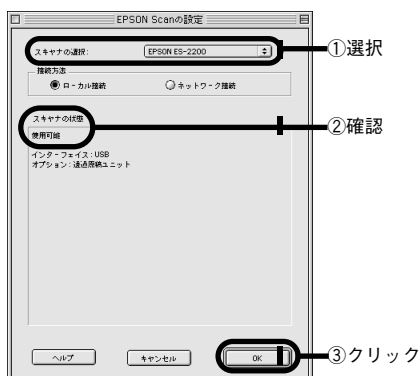 EPSON Scanの設定
スキャナの選択: EPSON ES-2200
①選択
接続方法
ローカル接続 ネットワーク接続
スキャナの状態
②確認
使用可能
インターフェイス:USB
オプション:透過原稿ユニット
ヘルプ キャンセル OK
③クリック